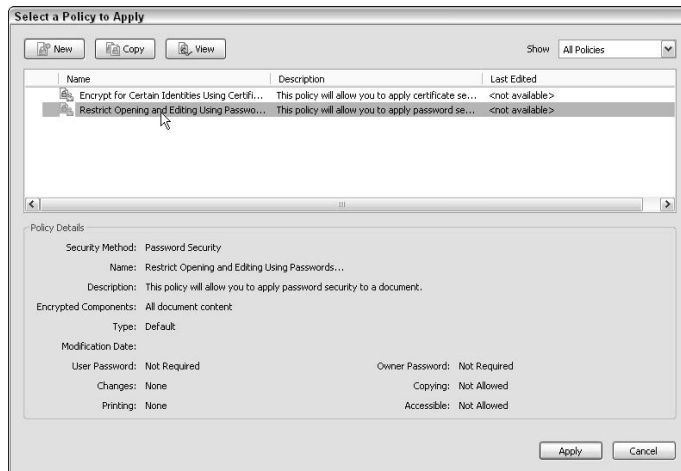 Select a Policy to Apply
New Copy View Show All Policies
Name Description Last Edited
Encrypt for Certain Identities Using Certifi... This policy will allow you to apply certificate se... <not available>
Restrict Opening and Editing Using Passwo... This policy will allow you to apply password se... <not available>
Policy Details
Security Method: Password Security
Name: Restrict Opening and Editing Using Passwords...
Description: This policy will allow you to apply password security to a document.
Encrypted Components: All document content
Type: Default
Modification Date:
User Password: Not Required Owner Password: Not Required
Changes: None Copying: Not Allowed
Printing: None Accessible: Not Allowed
Apply Cancel